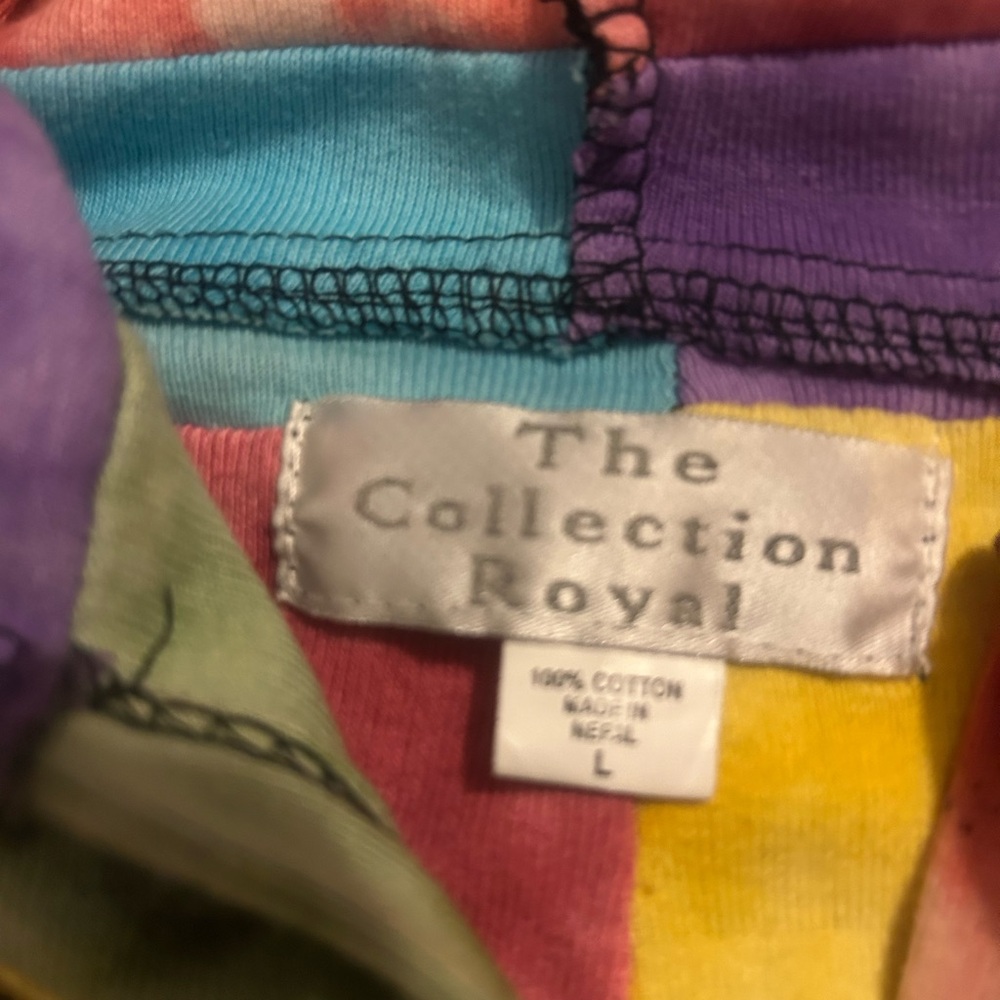 The
Collection
Royal
100% COTTON
MADE IN
NEPAL
L